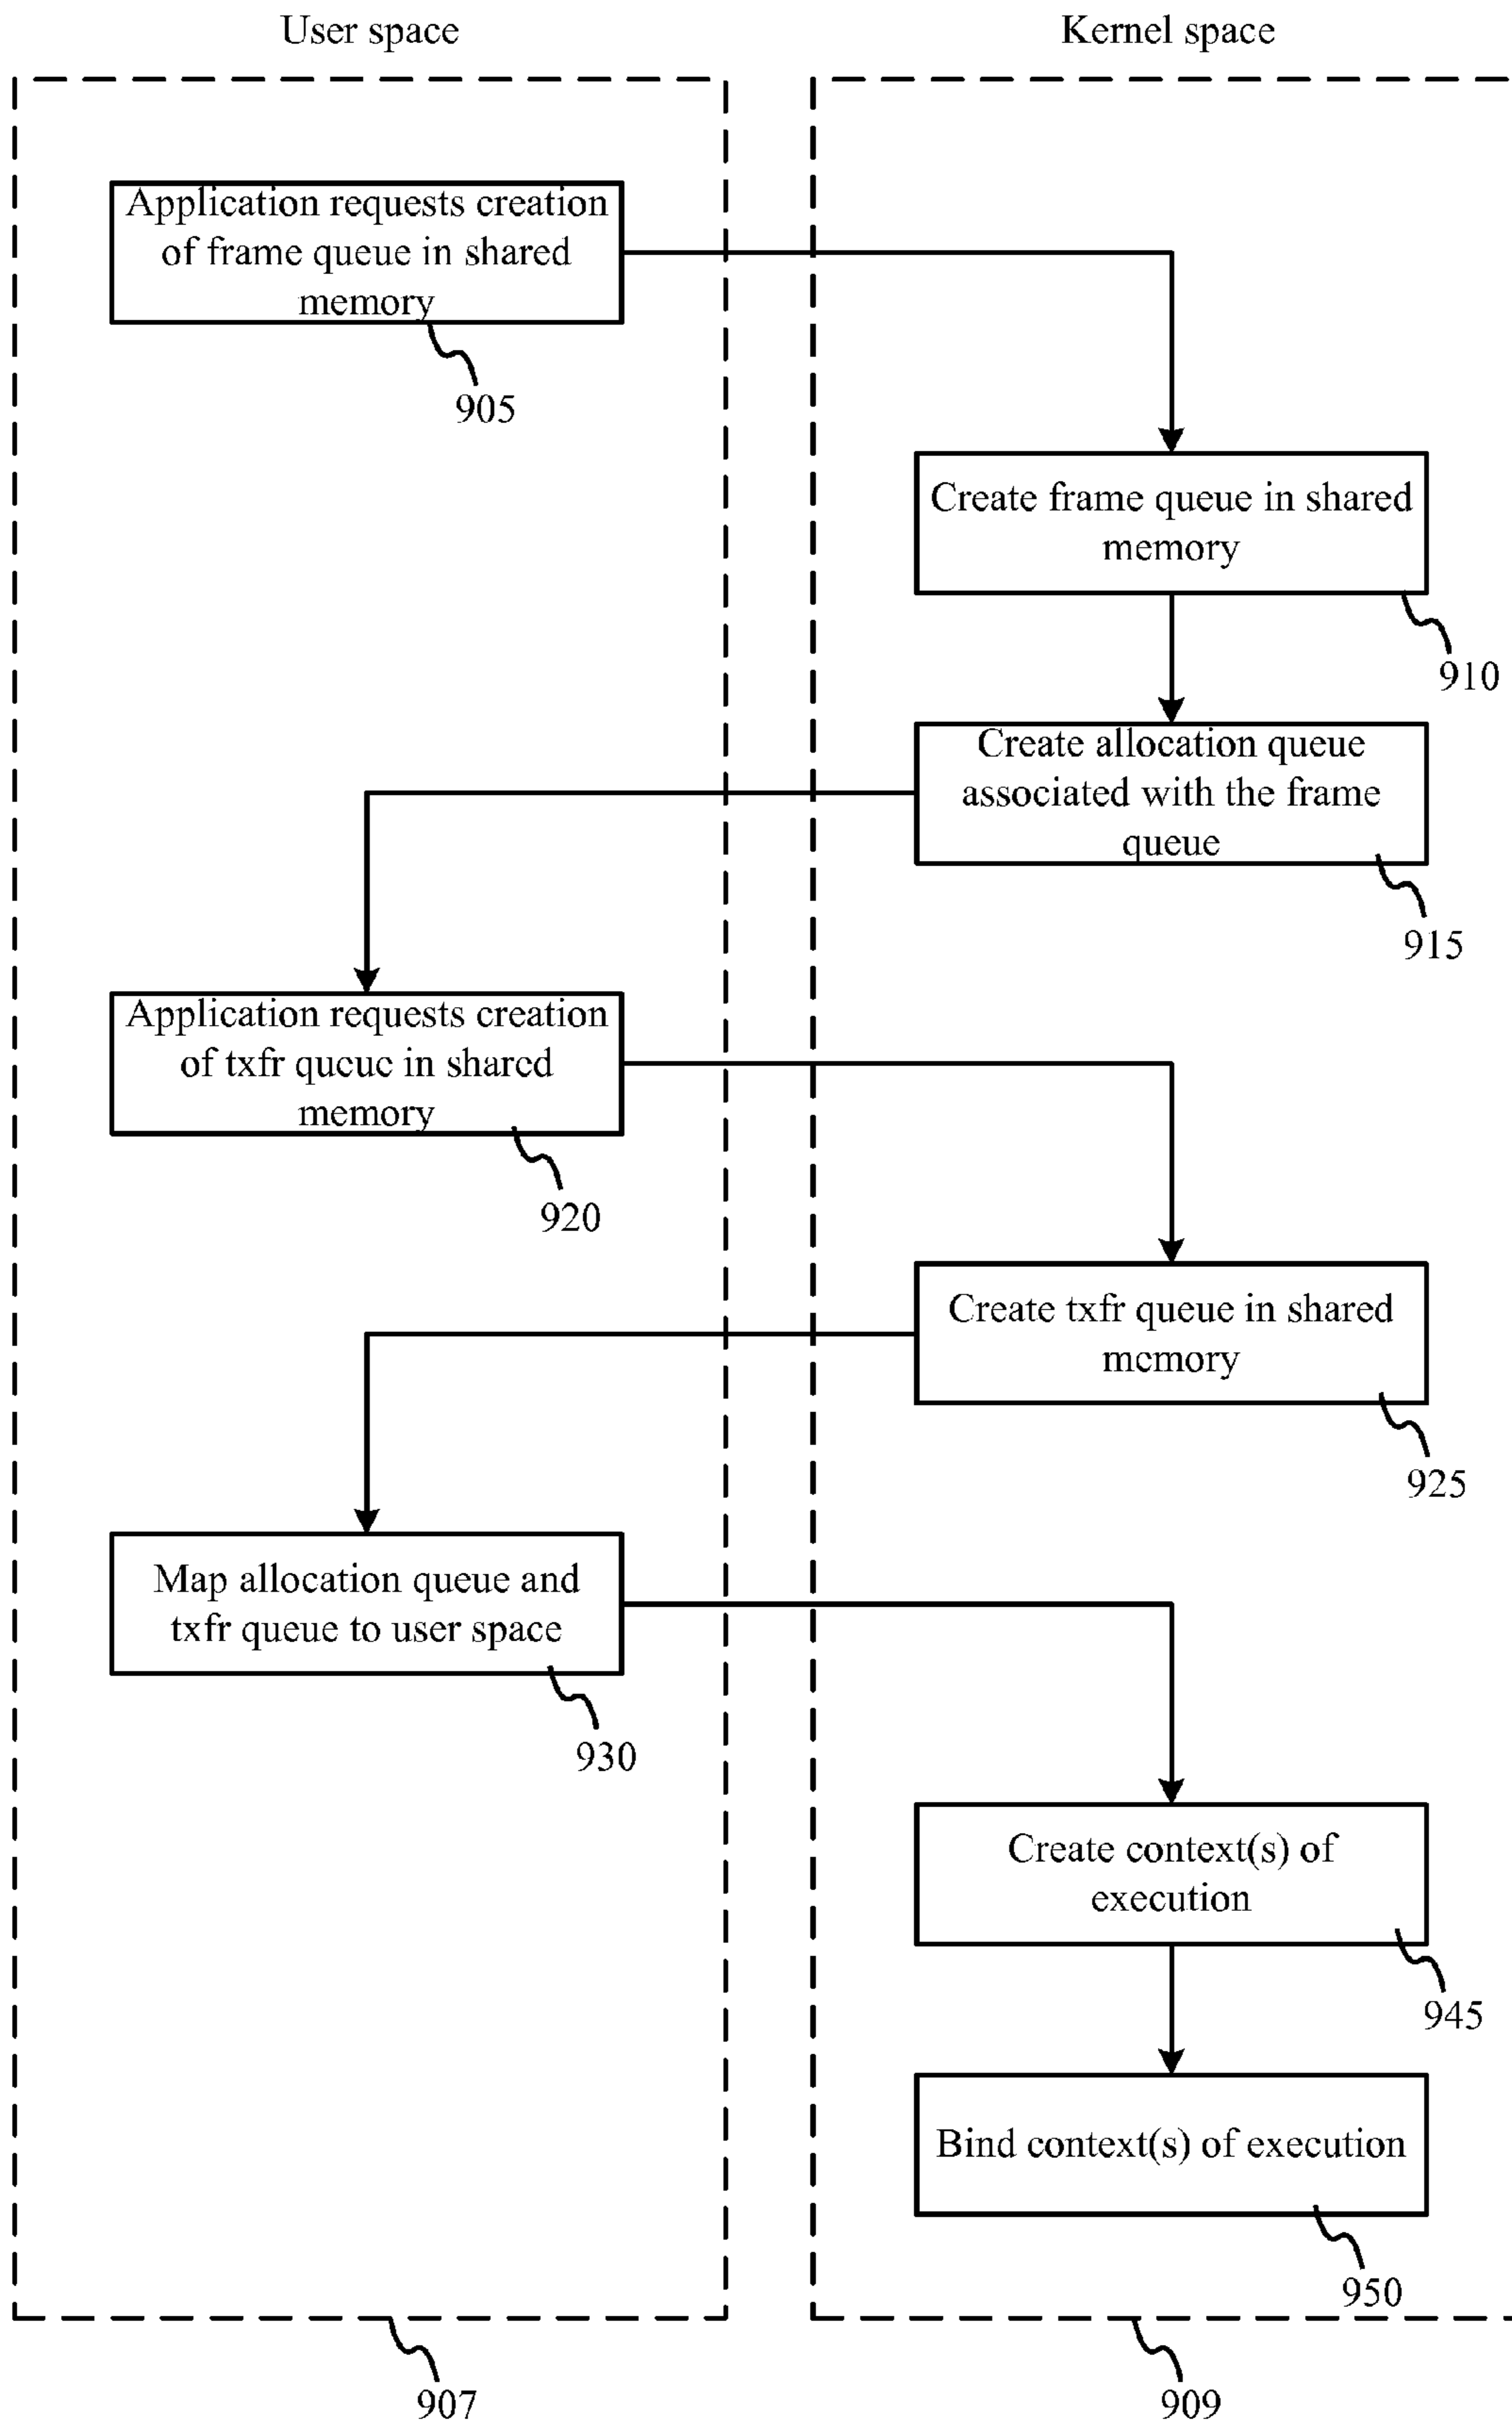 User space
Kernel space
Application requests creation
of frame queue in shared
memory
905
Create frame queue in shared
memory
910
Create allocation queue
associated with the frame
queue
915
Application requests creation
of txfr queue in shared
memory
920
Create txfr queue in shared
memory
925
Map allocation queue and
txfr queue to user space
930
Create context(s) of
execution
945
Bind context(s) of execution
950
907
909